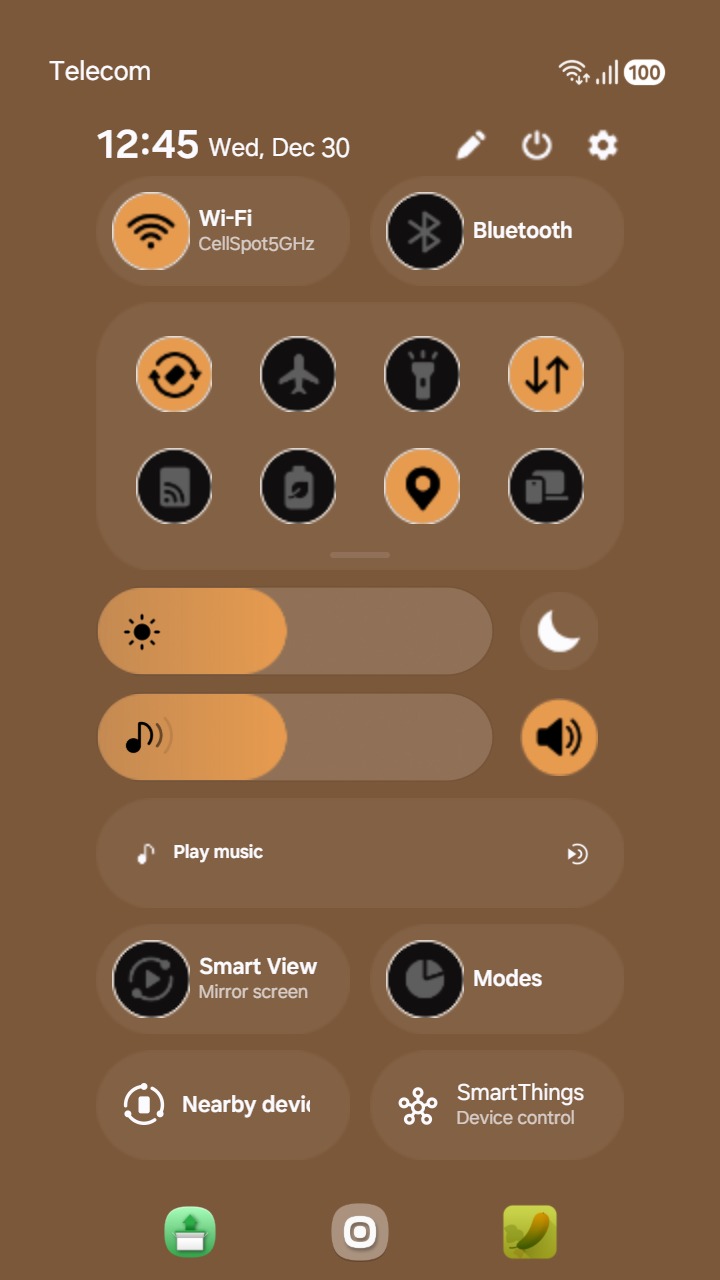 Telecom
100
12:45 Wed, Dec 30
Wi-Fi
CellSpot5GHz
Bluetooth
Play music
Smart View
Mirror screen
Modes
Nearby devi
SmartThings
Device control